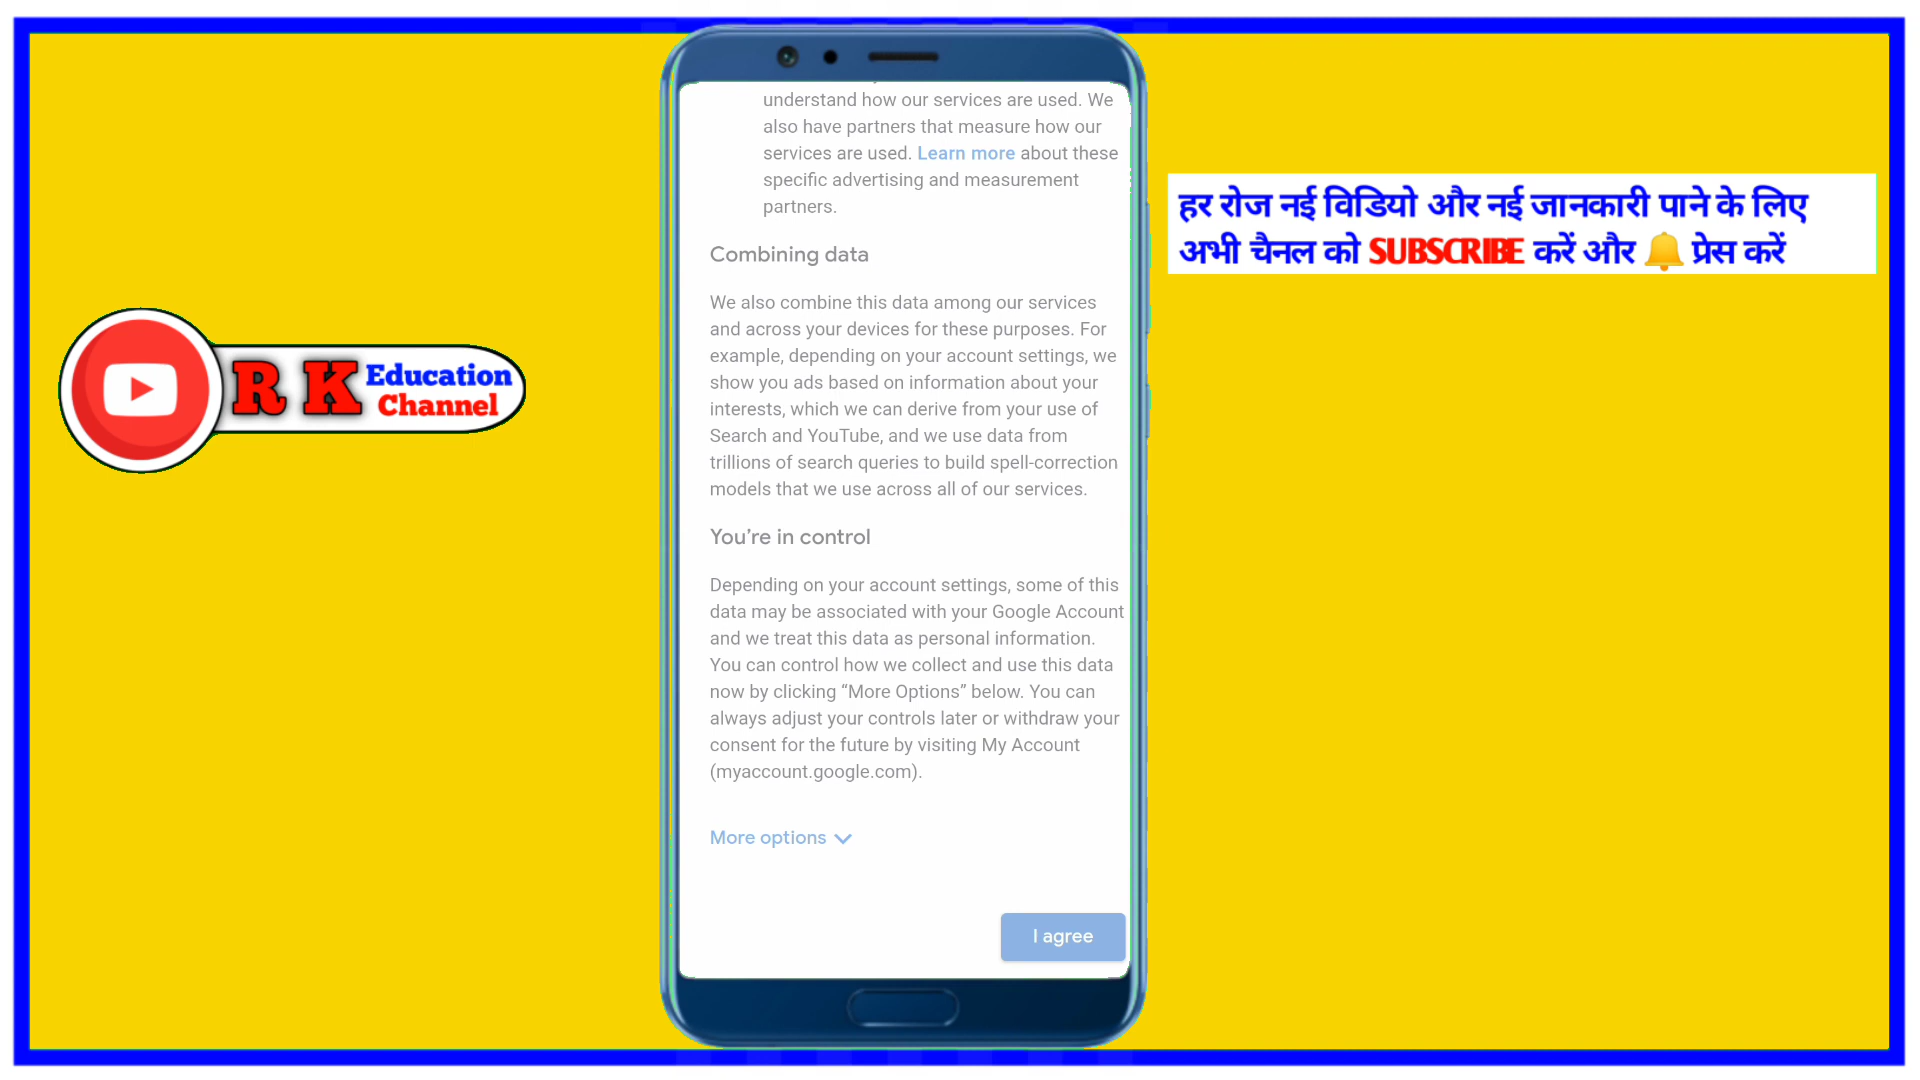 understand how our services are used. We
also have partners that measure how our
services are used. Learn more about these
specific advertising and measurement
partners.
Combining data
We also combine this data among our services
and across your devices for these purposes. For
example, depending on your account settings, we
show you ads based on information about your
interests, which we can derive from your use of
Search and YouTube, and we use data from
trillions of search queries to build spell-correction
models that we use across all of our services.
You’re in control
Depending on your account settings, some of this
data may be associated with your Google Account
and we treat this data as personal information.
You can control how we collect and use this data
now by clicking “More Options” below. You can
always adjust your controls later or withdraw your
consent for the future by visiting My Account
(myaccount.google.com).
More options
I agree
R K Education
Channel
हर रोज नई विडियो और नई जानकारी पाने के लिए
अभी चैनल को SUBSCRIBE करें और 🔔 प्रेस करें